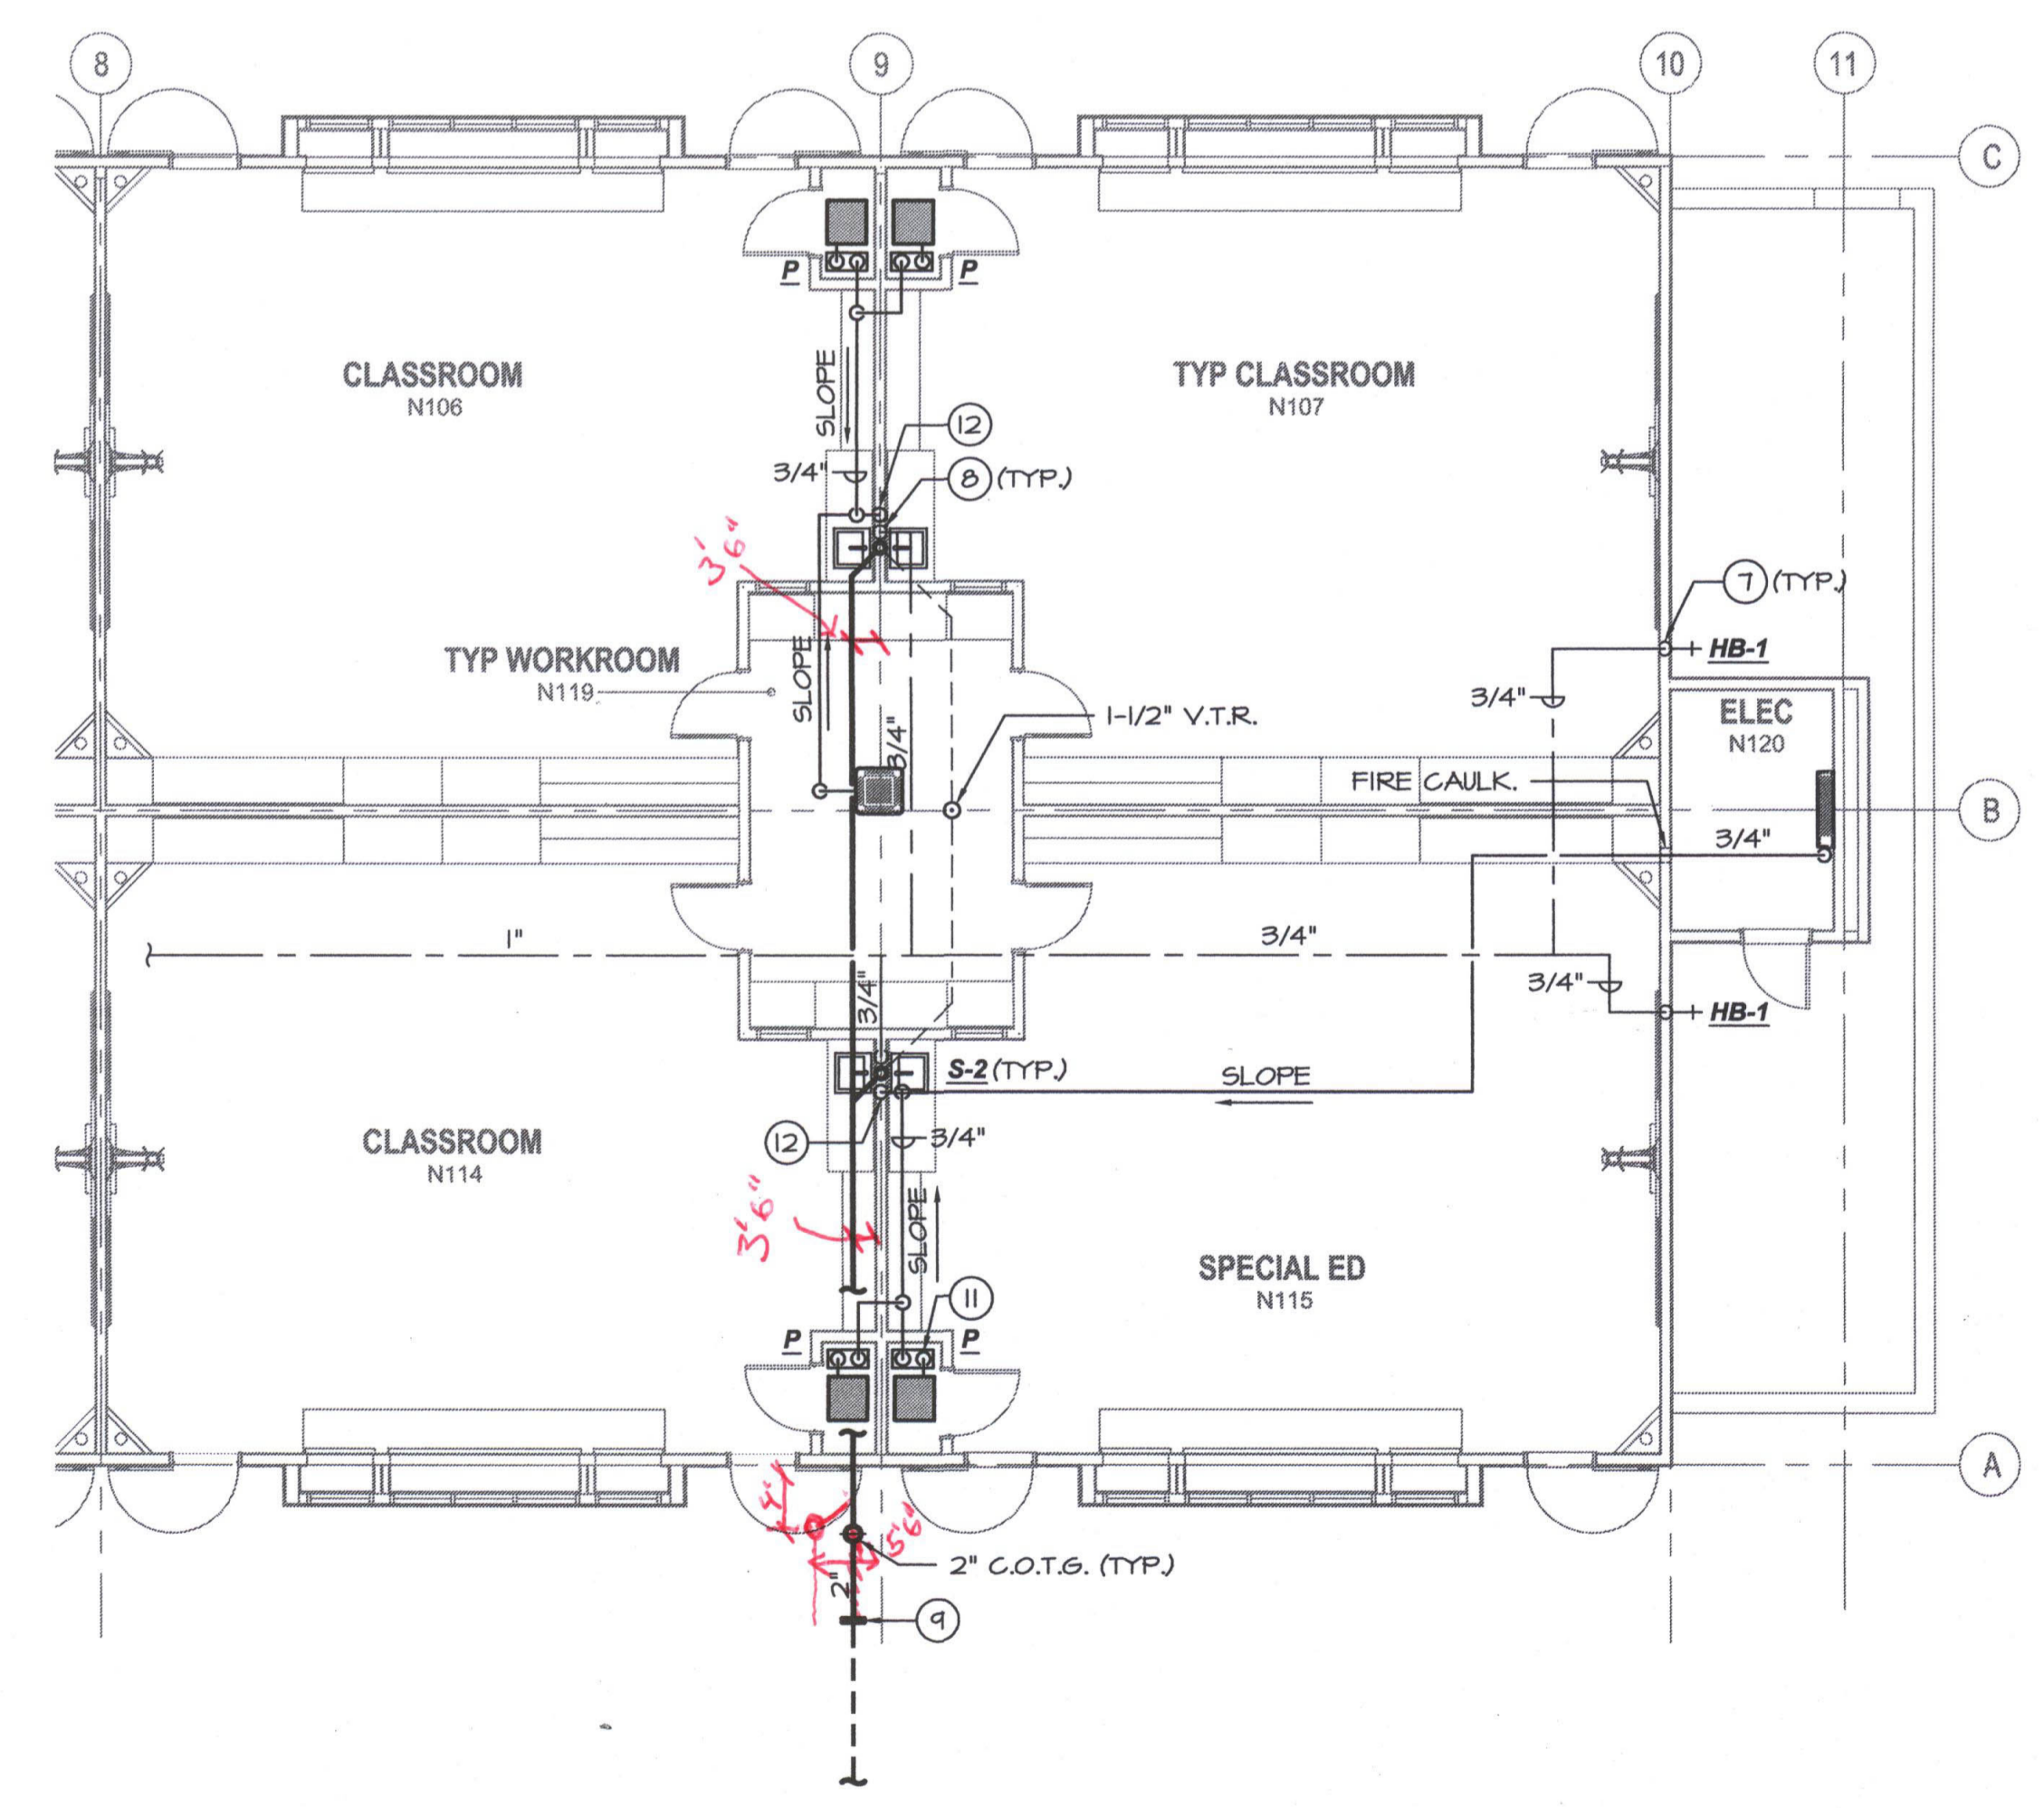 8
9
10
11
C
P
P
CLASSROOM
N106
TYP CLASSROOM
N107
SLOPE
12
3/4"
8 (TYP.)
3'6"
7 (TYP.)
TYP WORKROOM
N119
SLOPE
HB-1
3/4"
3/4"
1-1/2" V.T.R.
ELEC
N120
FIRE CAULK.
B
3/4"
1"
3/4"
3/4"
3/4"
HB-1
S-2 (TYP.)
SLOPE
12
3/4"
CLASSROOM
N114
3'6"
SLOPE
SPECIAL ED
N115
11
P
P
A
4'
5'6"
2" C.O.T.G. (TYP.)
2"
9